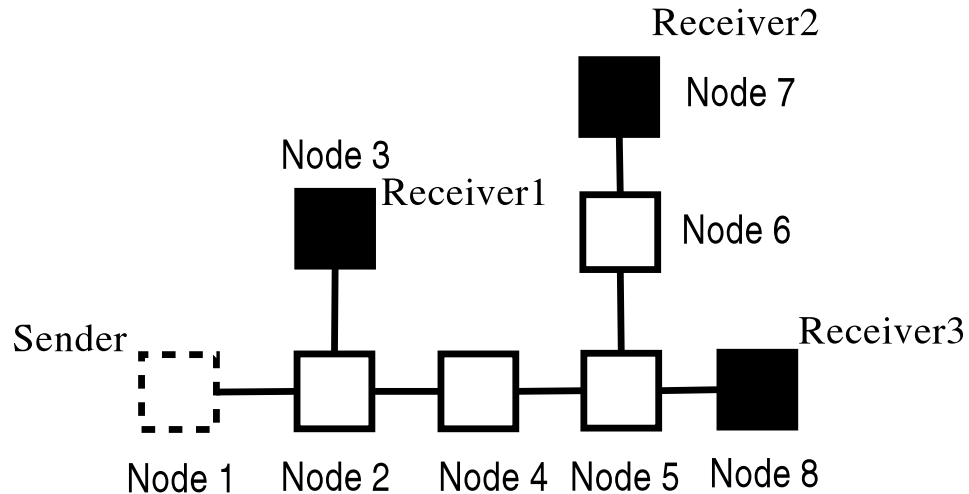 Receiver2
Node 7
Node 3
Receiver1
Node 6
Sender
Receiver3
Node 1
Node 2
Node 4
Node 5
Node 8